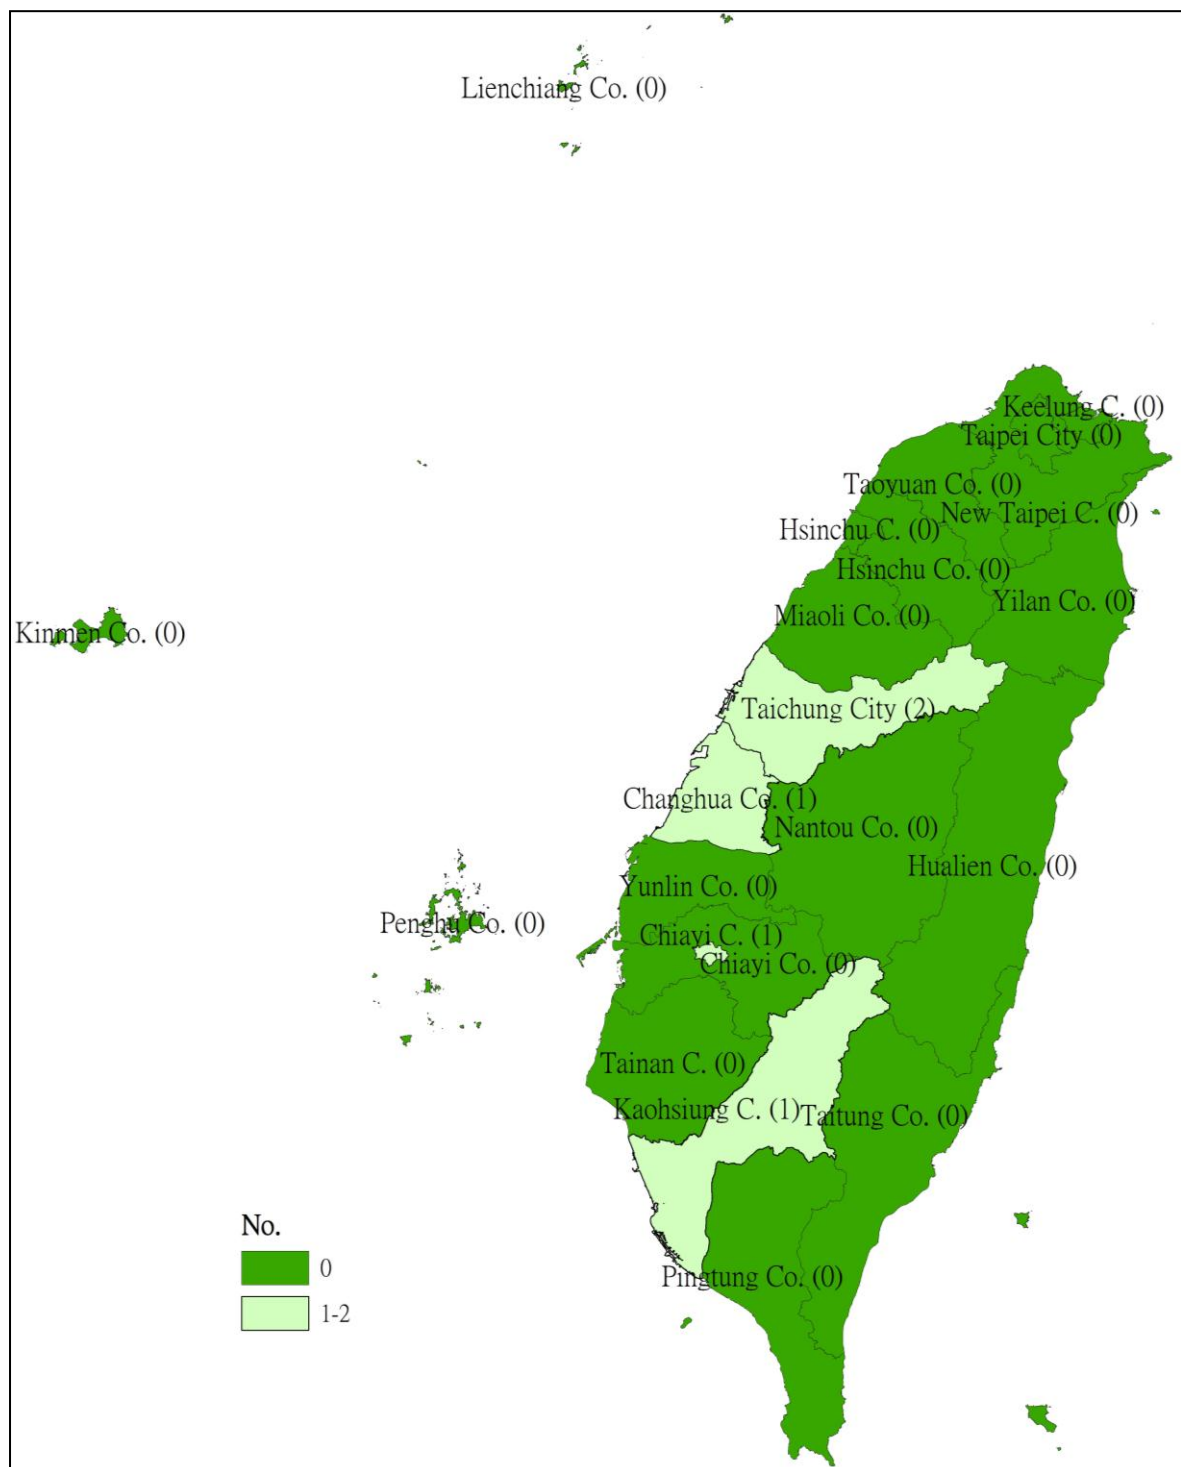 Lienchiang Co. (0)
Keelung C. (0)
Taipei City (0)
Taoyuan Co. (0)
New Taipei C. (0)
Hsinchu C. (0)
Hsinchu Co. (0)
Yilan Co. (0)
Miaoli Co. (0)
Kinmen Co. (0)
Taichung City (2)
Changhua Co. (1)
Nantou Co. (0)
Hualien Co. (0)
Yunlin Co. (0)
Penghu Co. (0)
Chiayi C. (1)
Chiayi Co. (0)
Tainan C. (0)
Kaohsiung C. (1)
Taitung Co. (0)
No.
0
Pingtung Co. (0)
1-2